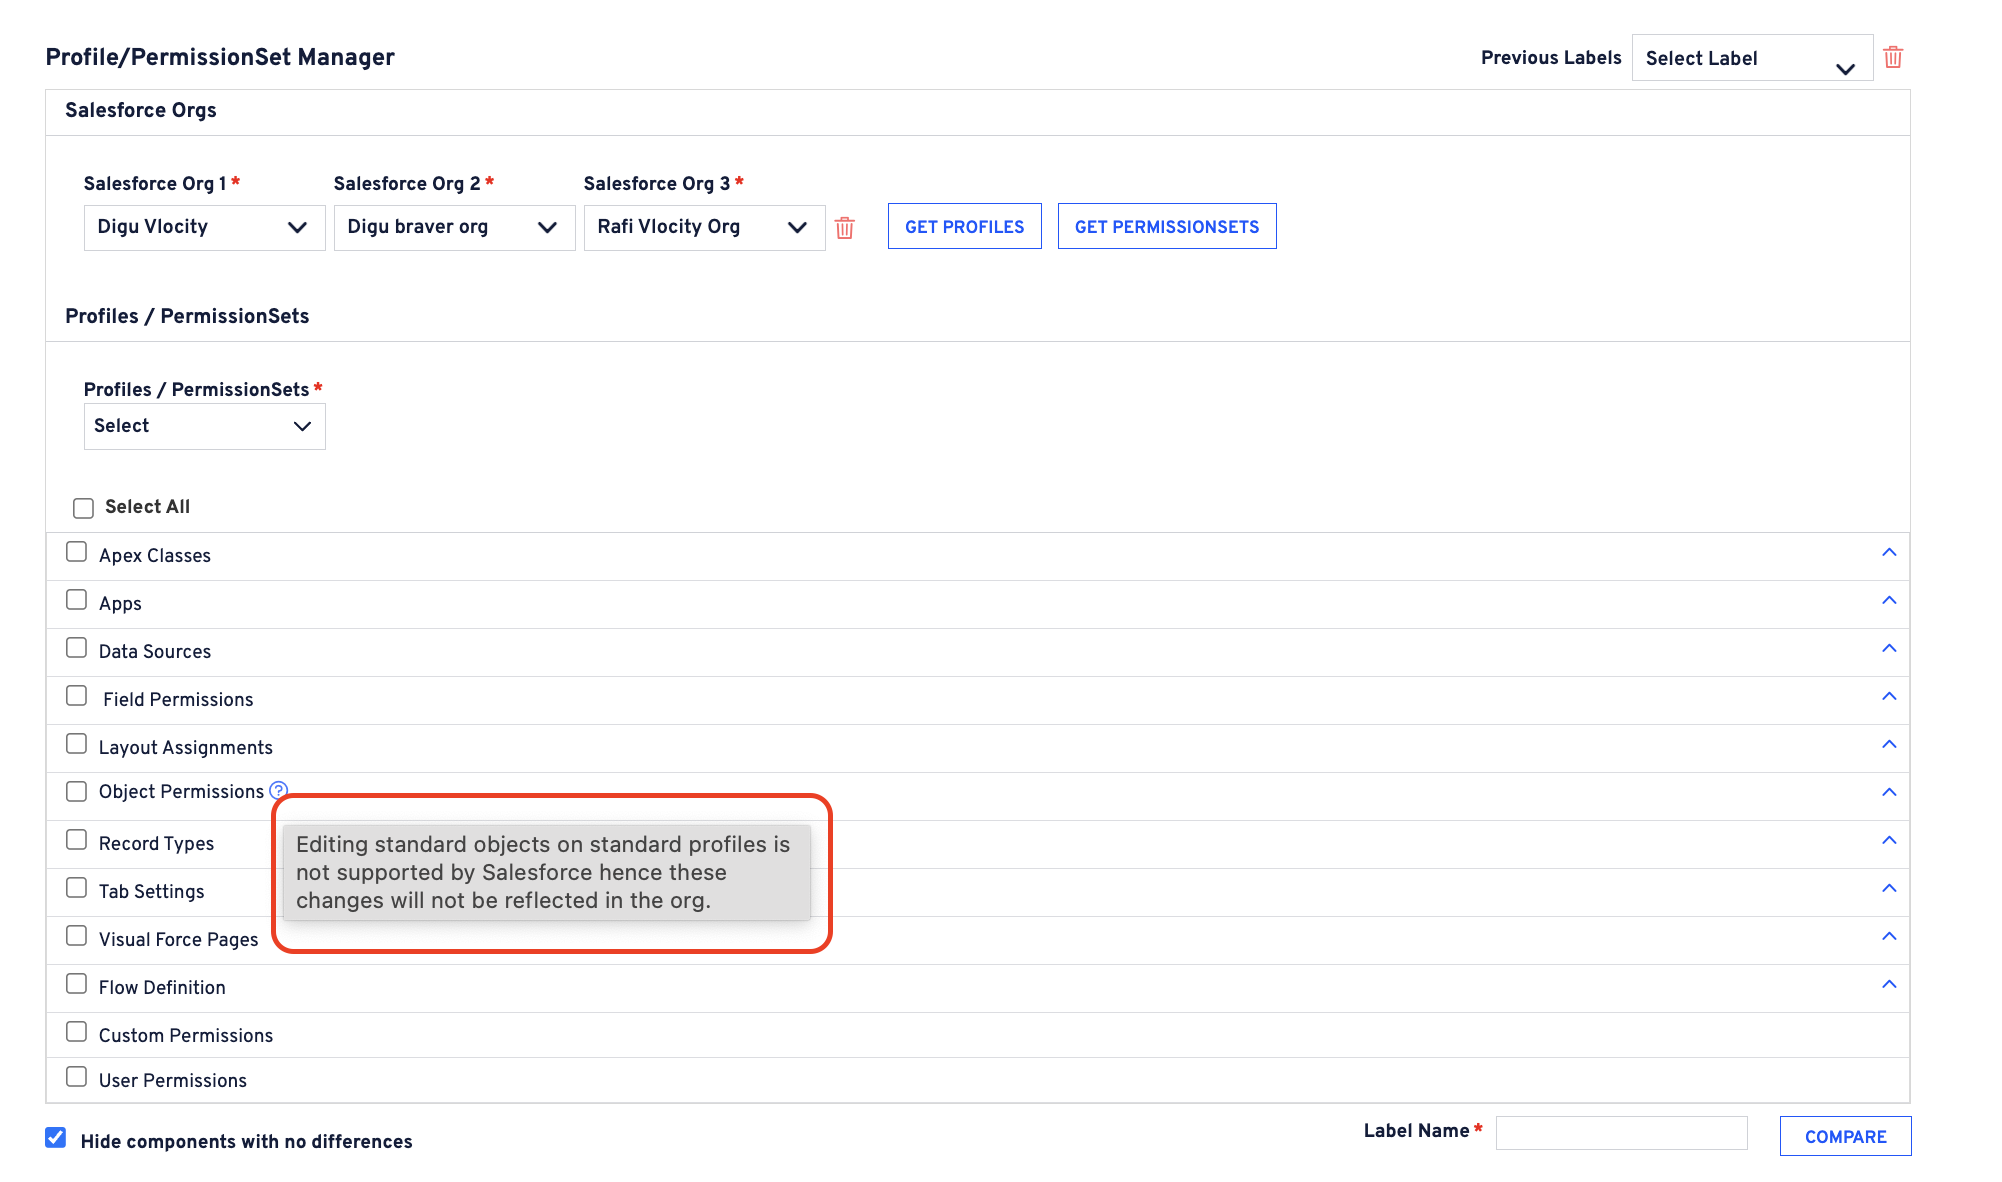 Profile/PermissionSet Manager
Previous Labels Select Label
Salesforce Orgs
Salesforce Org 1 * Salesforce Org 2 * Salesforce Org 3 *
Digu Vlocity Digu braver org Rafi Vlocity Org GET PROFILES GET PERMISSIONSETS
Profiles / PermissionSets
Profiles / PermissionSets *
Select
Select All
Apex Classes
Apps
Data Sources
Field Permissions
Layout Assignments
Object Permissions ?
Record Types
Tab Settings
Editing standard objects on standard profiles is
not supported by Salesforce hence these
changes will not be reflected in the org.
Visual Force Pages
Flow Definition
Custom Permissions
User Permissions
Hide components with no differences
Label Name * COMPARE